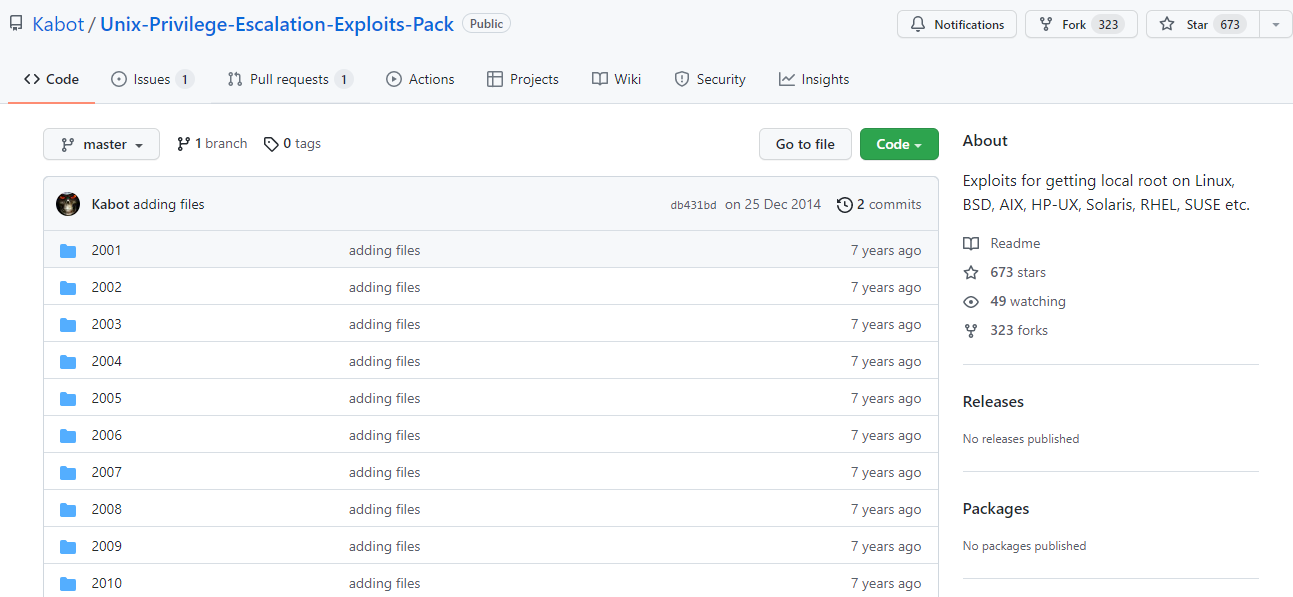 Kabot / Unix-Privilege-Escalation-Exploits-Pack Public
Notifications Fork 323 Star 673
Code Issues 1 Pull requests 1 Actions Projects Wiki Security Insights
master 1 branch 0 tags Go to file Code
Kabot adding files db431bd on 25 Dec 2014 2 commits
2001 adding files 7 years ago
2002 adding files 7 years ago
2003 adding files 7 years ago
2004 adding files 7 years ago
2005 adding files 7 years ago
2006 adding files 7 years ago
2007 adding files 7 years ago
2008 adding files 7 years ago
2009 adding files 7 years ago
2010 adding files 7 years ago
About
Exploits for getting local root on Linux,
BSD, AIX, HP-UX, Solaris, RHEL, SUSE etc.
Readme
673 stars
49 watching
323 forks
Releases
No releases published
Packages
No packages published